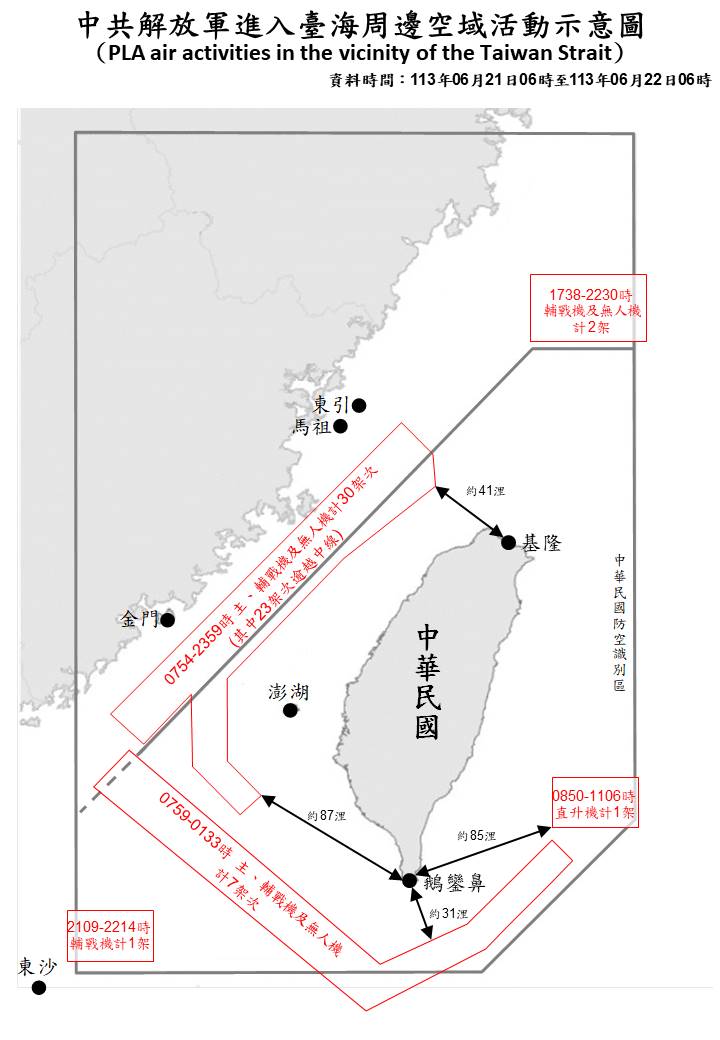 中共解放軍進入臺海周邊空域活動示意圖
（PLA air activities in the vicinity of the Taiwan Strait）
資料時間：113年06月21日06時至113年06月22日06時
1738-2230時
輔戰機及無人機
計2架
東引
馬祖
0754-2359時 主、輔戰機及無人機計30架次
(其中23架次逾越中線)
約41浬
基隆
中華民國防空識別區
金門
中華民國
澎湖
0850-1106時
直升機計1架
約87浬
約85浬
0759-0133時 主、輔戰機及無人機
計7架次
鵝鑾鼻
約31浬
2109-2214時
輔戰機計1架
東沙